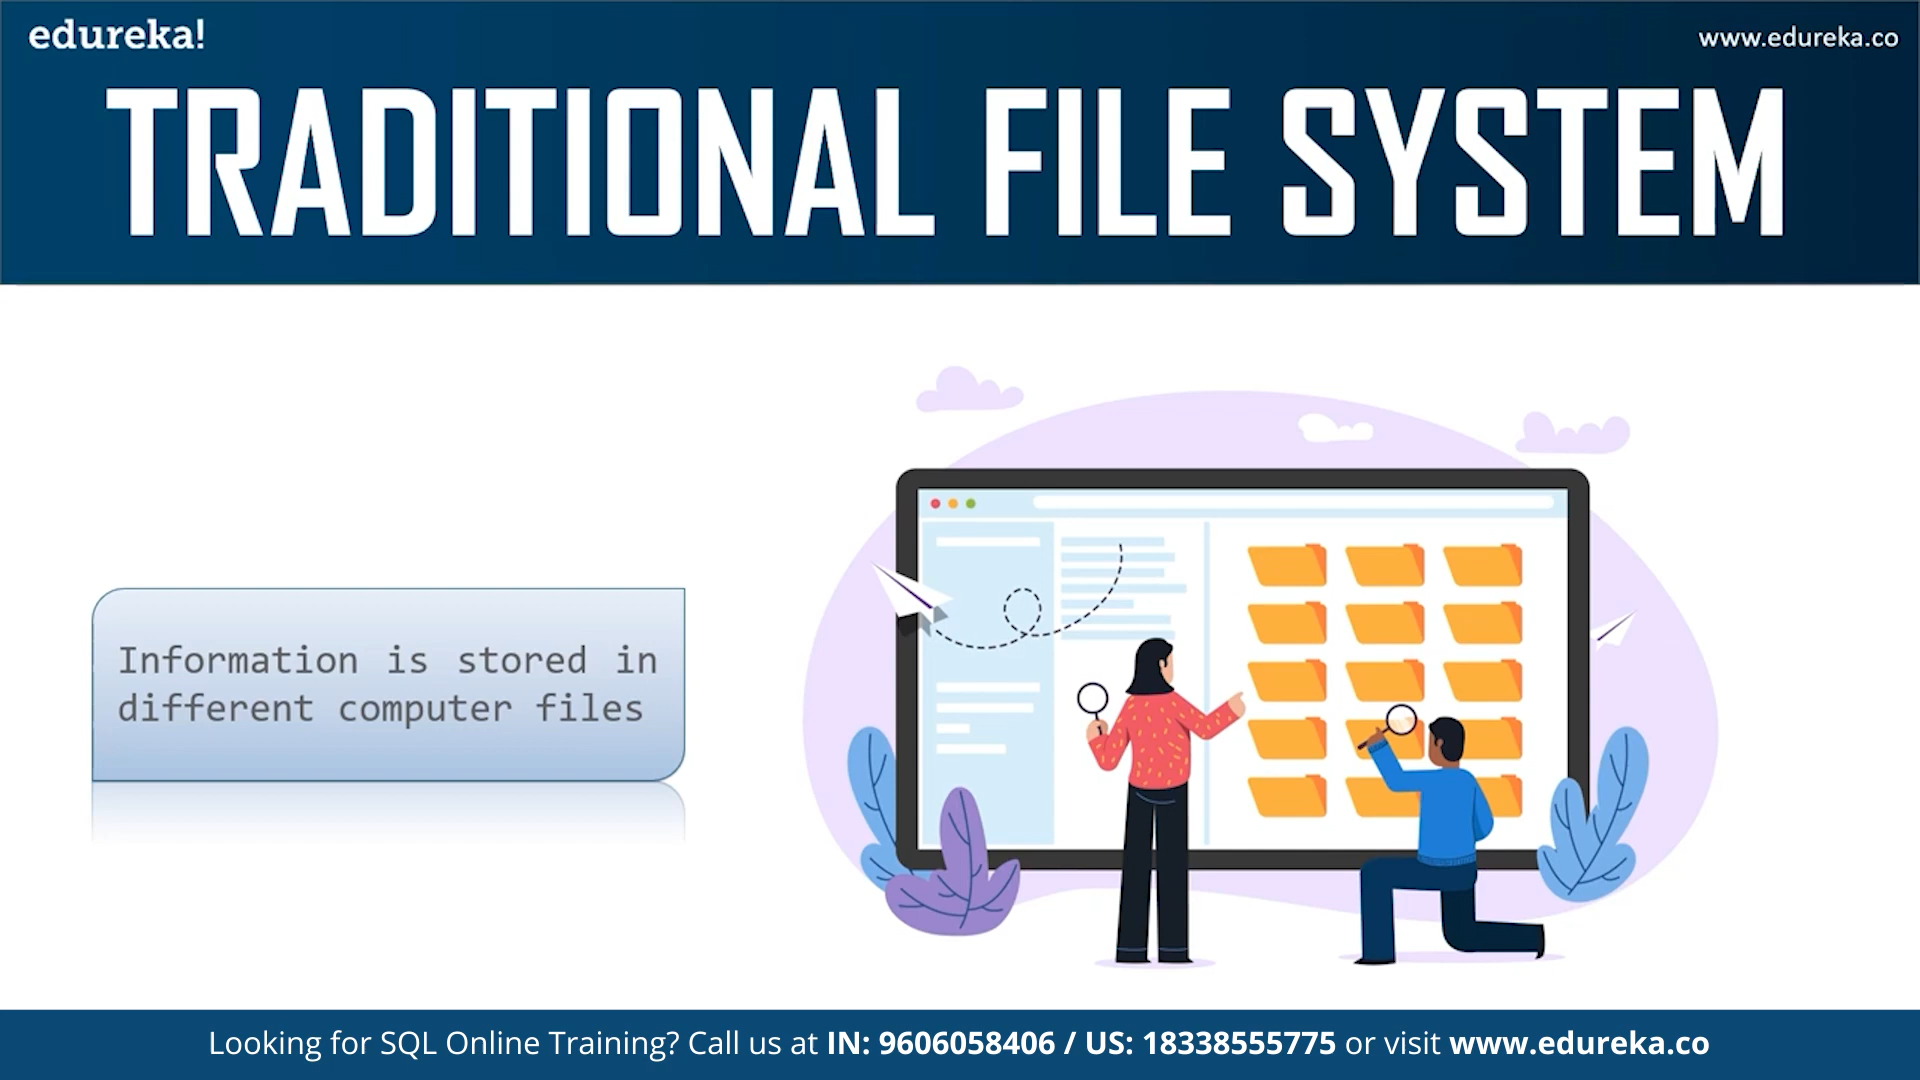 edureka!
www.edureka.co
TRADITIONAL FILE SYSTEM
Information is stored in
different computer files
Looking for SQL Online Training? Call us at IN: 9606058406 / US: 18338555775 or visit www.edureka.co